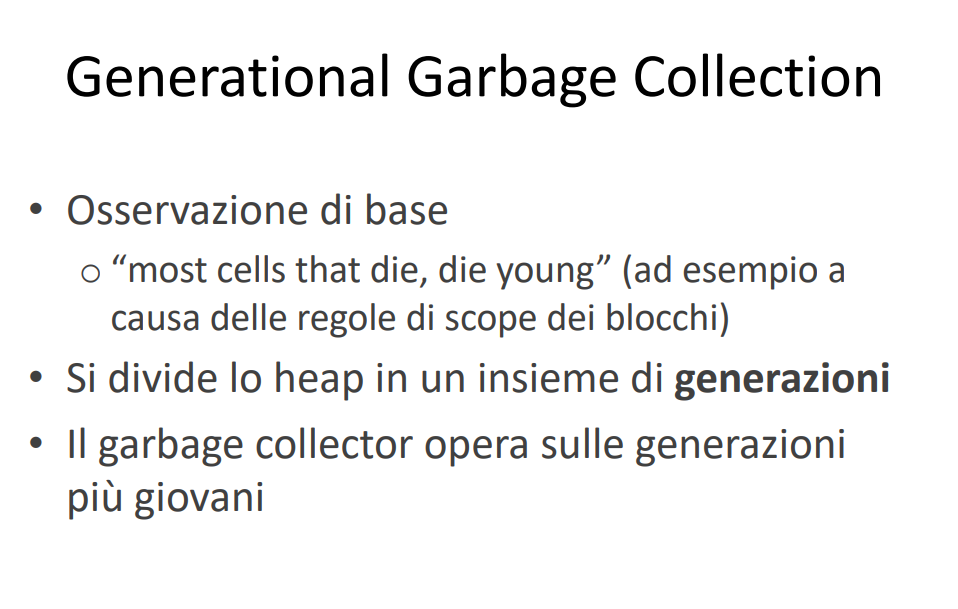 Generational Garbage Collection
• Osservazione di base
o “most cells that die, die young” (ad esempio a
causa delle regole di scope dei blocchi)
• Si divide lo heap in un insieme di generazioni
• Il garbage collector opera sulle generazioni
più giovani